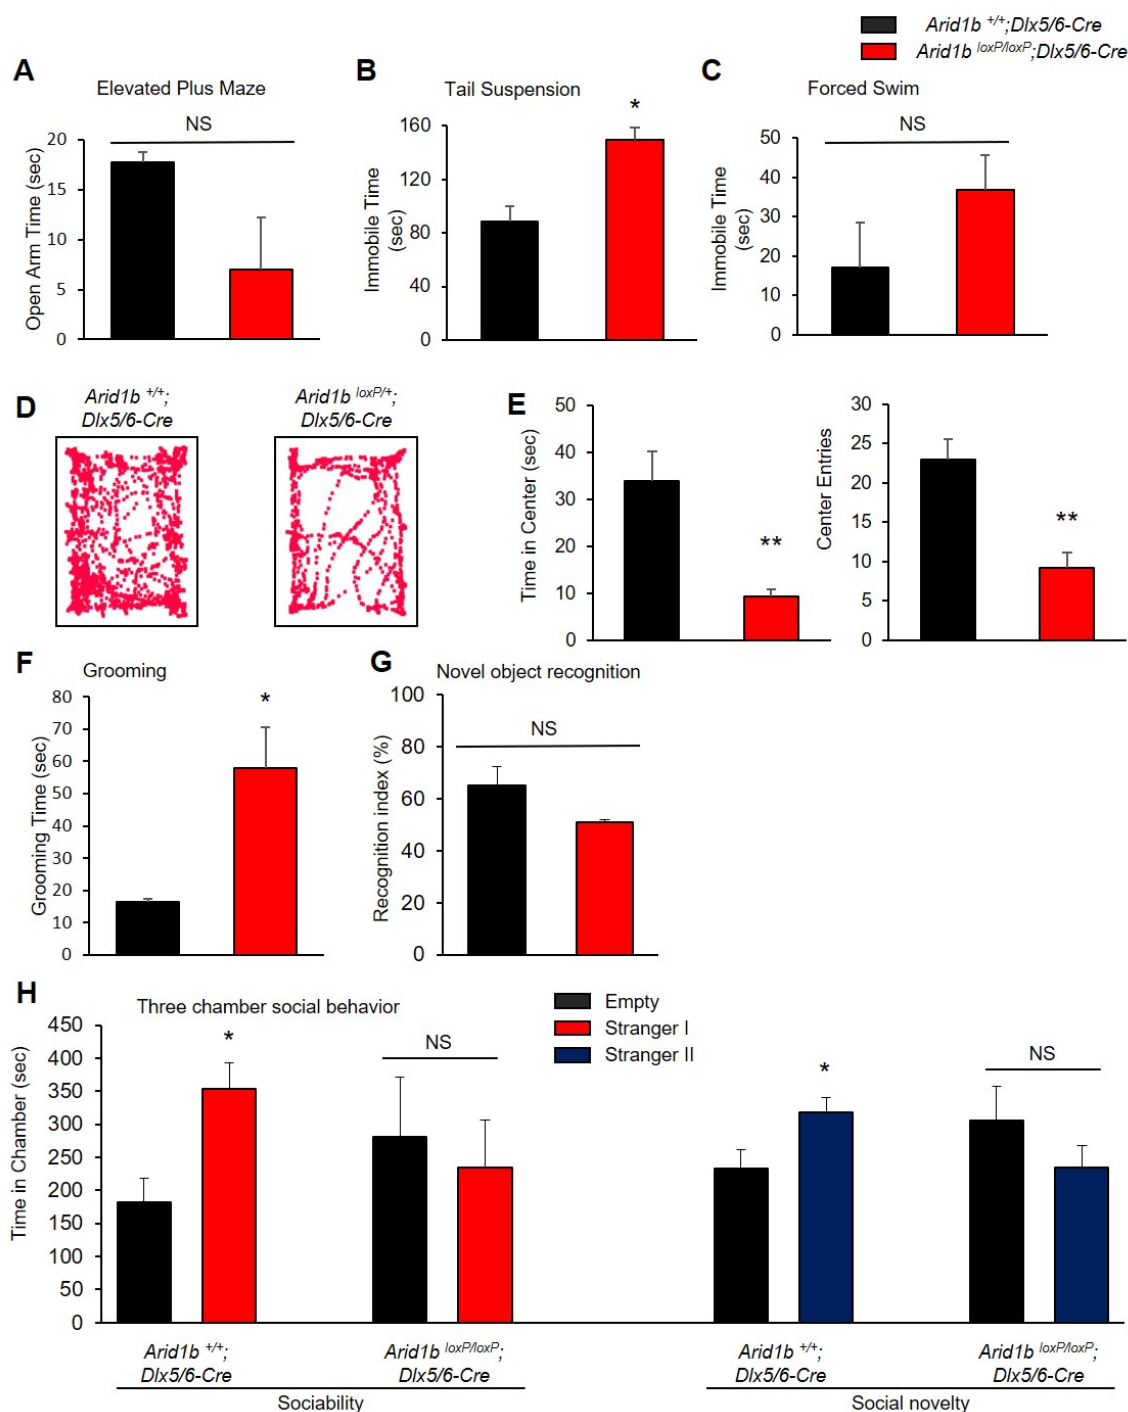 Arid1b +/+;Dlx5/6-Cre
Arid1b loxP/loxP;Dlx5/6-Cre
A
Elevated Plus Maze
NS
Open Arm Time (sec)
20
15
10
5
0
B
Tail Suspension
*
Immobile Time
(sec)
160
120
80
40
0
C
Forced Swim
NS
Immobile Time
(sec)
50
40
30
20
10
0
D
Arid1b +/+;
Dlx5/6-Cre
Arid1b loxP/+;
Dlx5/6-Cre
E
Time in Center (sec)
50
40
30
20
10
0
**
Center Entries
30
25
20
15
10
5
0
**
F
Grooming
Grooming Time (sec)
80
70
60
50
40
30
20
10
0
*
G
Novel object recognition
NS
Recognition index (%)
100
80
60
40
20
0
H
Three chamber social behavior
Empty
Stranger I
Stranger II
Time in Chamber (sec)
450
400
350
300
250
200
150
100
50
0
*
NS
*
NS
Arid1b +/+;
Dlx5/6-Cre
Arid1b loxP/loxP;
Dlx5/6-Cre
Sociability
Arid1b +/+;
Dlx5/6-Cre
Arid1b loxP/loxP;
Dlx5/6-Cre
Social novelty